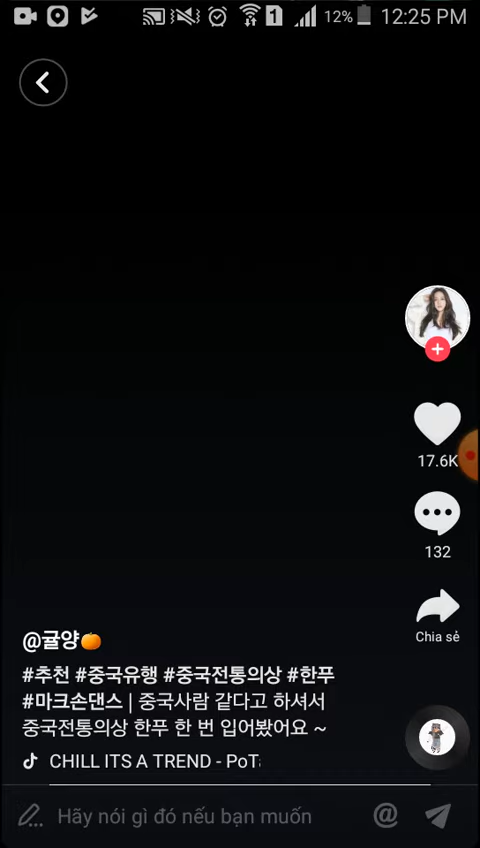 12% 12:25 PM
17.6K
132
Chia sẻ
@귤양🍊
#추천 #중국유행 #중국전통의상 #한푸
#마크손댄스 | 중국사람 같다고 하셔서
중국전통의상 한푸 한 번 입어봤어요 ~
CHILL ITS A TREND - PoT
Hãy nói gì đó nếu bạn muốn